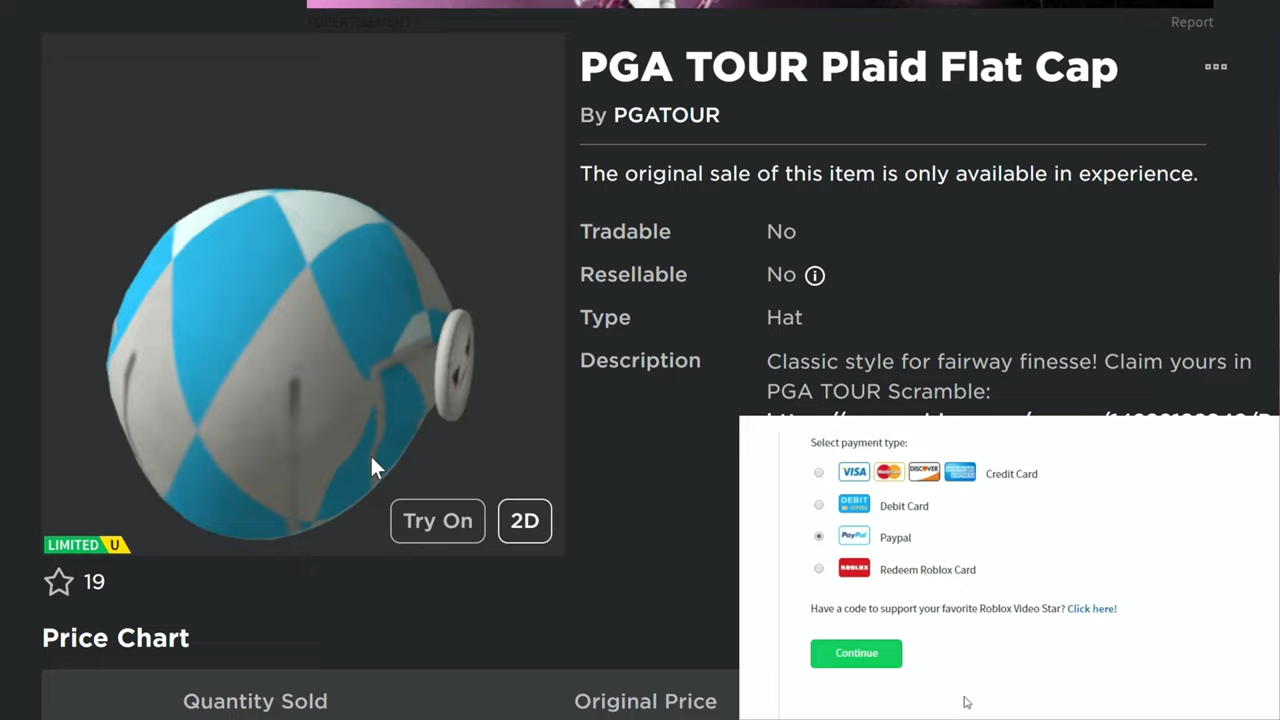 Report
PGA TOUR Plaid Flat Cap
By PGATOUR
The original sale of this item is only available in experience.
Tradable No
Resellable No
Type Hat
Description Classic style for fairway finesse! Claim yours in
PGA TOUR Scramble:
Try On 2D
LIMITED U
19
Price Chart
Quantity Sold Original Price
Select payment type:
VISA MasterCard DISCOVER Credit Card
DEBIT Debit Card
PayPal Paypal
ROBLOX Redeem Roblox Card
Have a code to support your favorite Roblox Video Star? Click here!
Continue